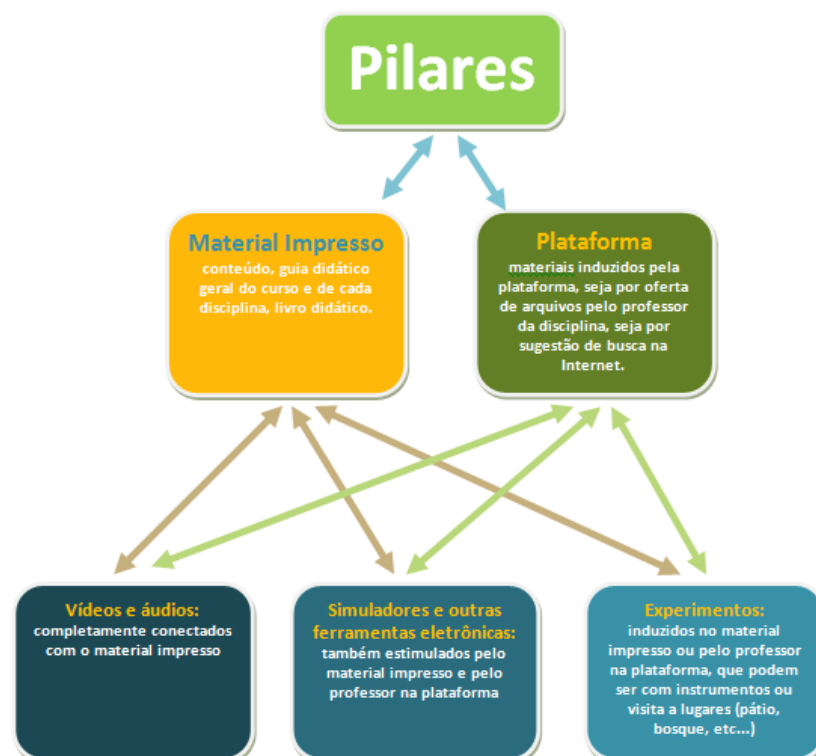 Pilares
Material Impresso
conteúdo, guia didático
geral do curso e de cada
disciplina, livro didático.
Plataforma
materiais induzidos pela
plataforma, seja por oferta
de arquivos pelo professor
da disciplina, seja por
sugestão de busca na
Internet.
Vídeos e áudios:
completamente conectados
com o material impresso
Simuladores e outras
ferramentas eletrônicas:
também estimulados pelo
material impresso e pelo
professor na plataforma
Experimentos:
induzidos no material
impresso ou pelo professor
na plataforma, que podem
ser com instrumentos ou
visita a lugares (pátio,
bosque, etc...)